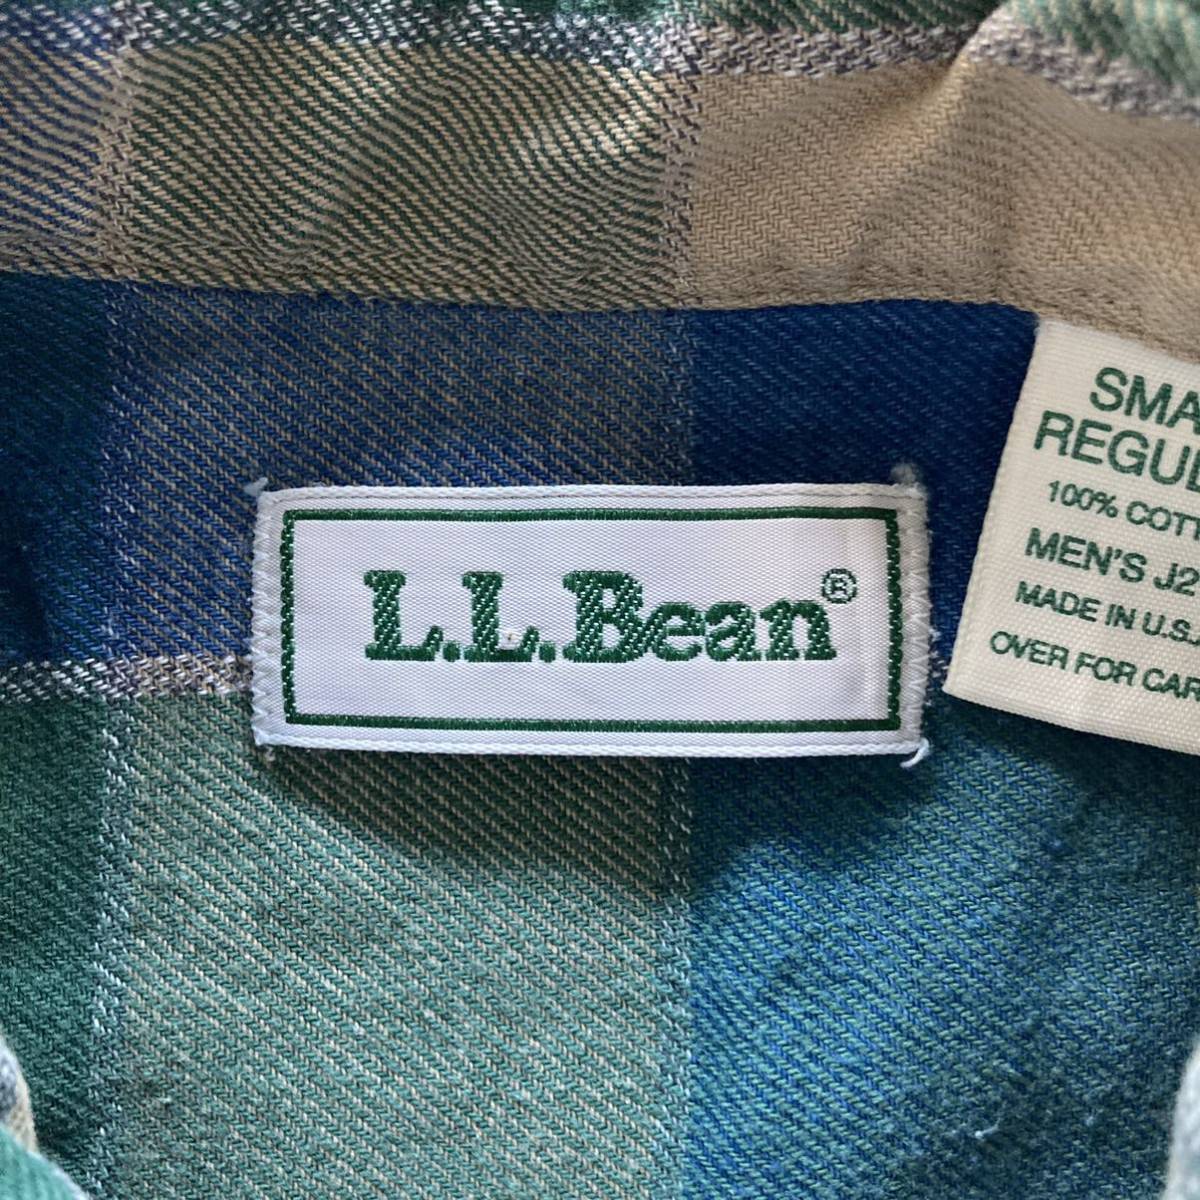 L.L.Bean®
SMA
REGUL
100% COTT
MEN'S J2
MADE IN U.S.
OVER FOR CAR